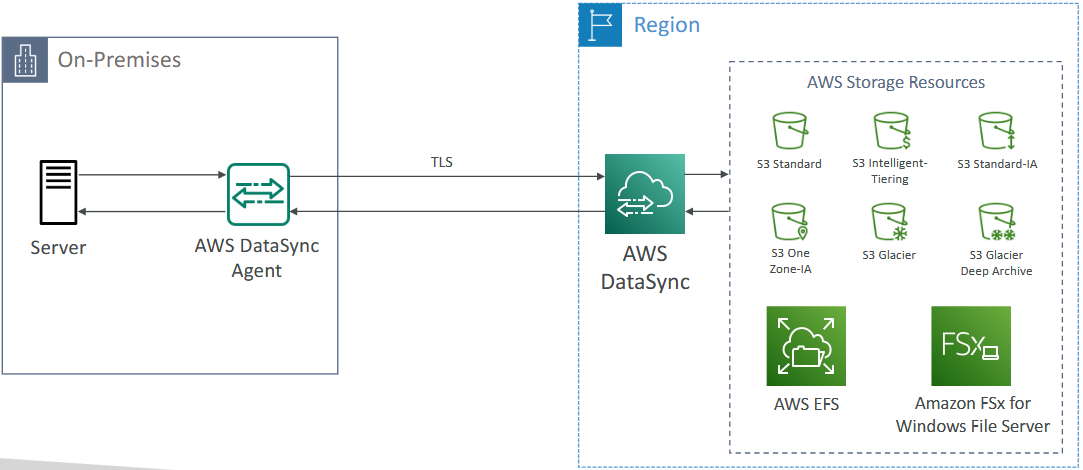 On-Premises
Server
AWS DataSync
Agent
TLS
Region
AWS
DataSync
AWS Storage Resources
S3 Standard
S3 Intelligent-
Tiering
S3 Standard-IA
S3 One
Zone-IA
S3 Glacier
S3 Glacier
Deep Archive
AWS EFS
FSx
Amazon FSx for
Windows File Server